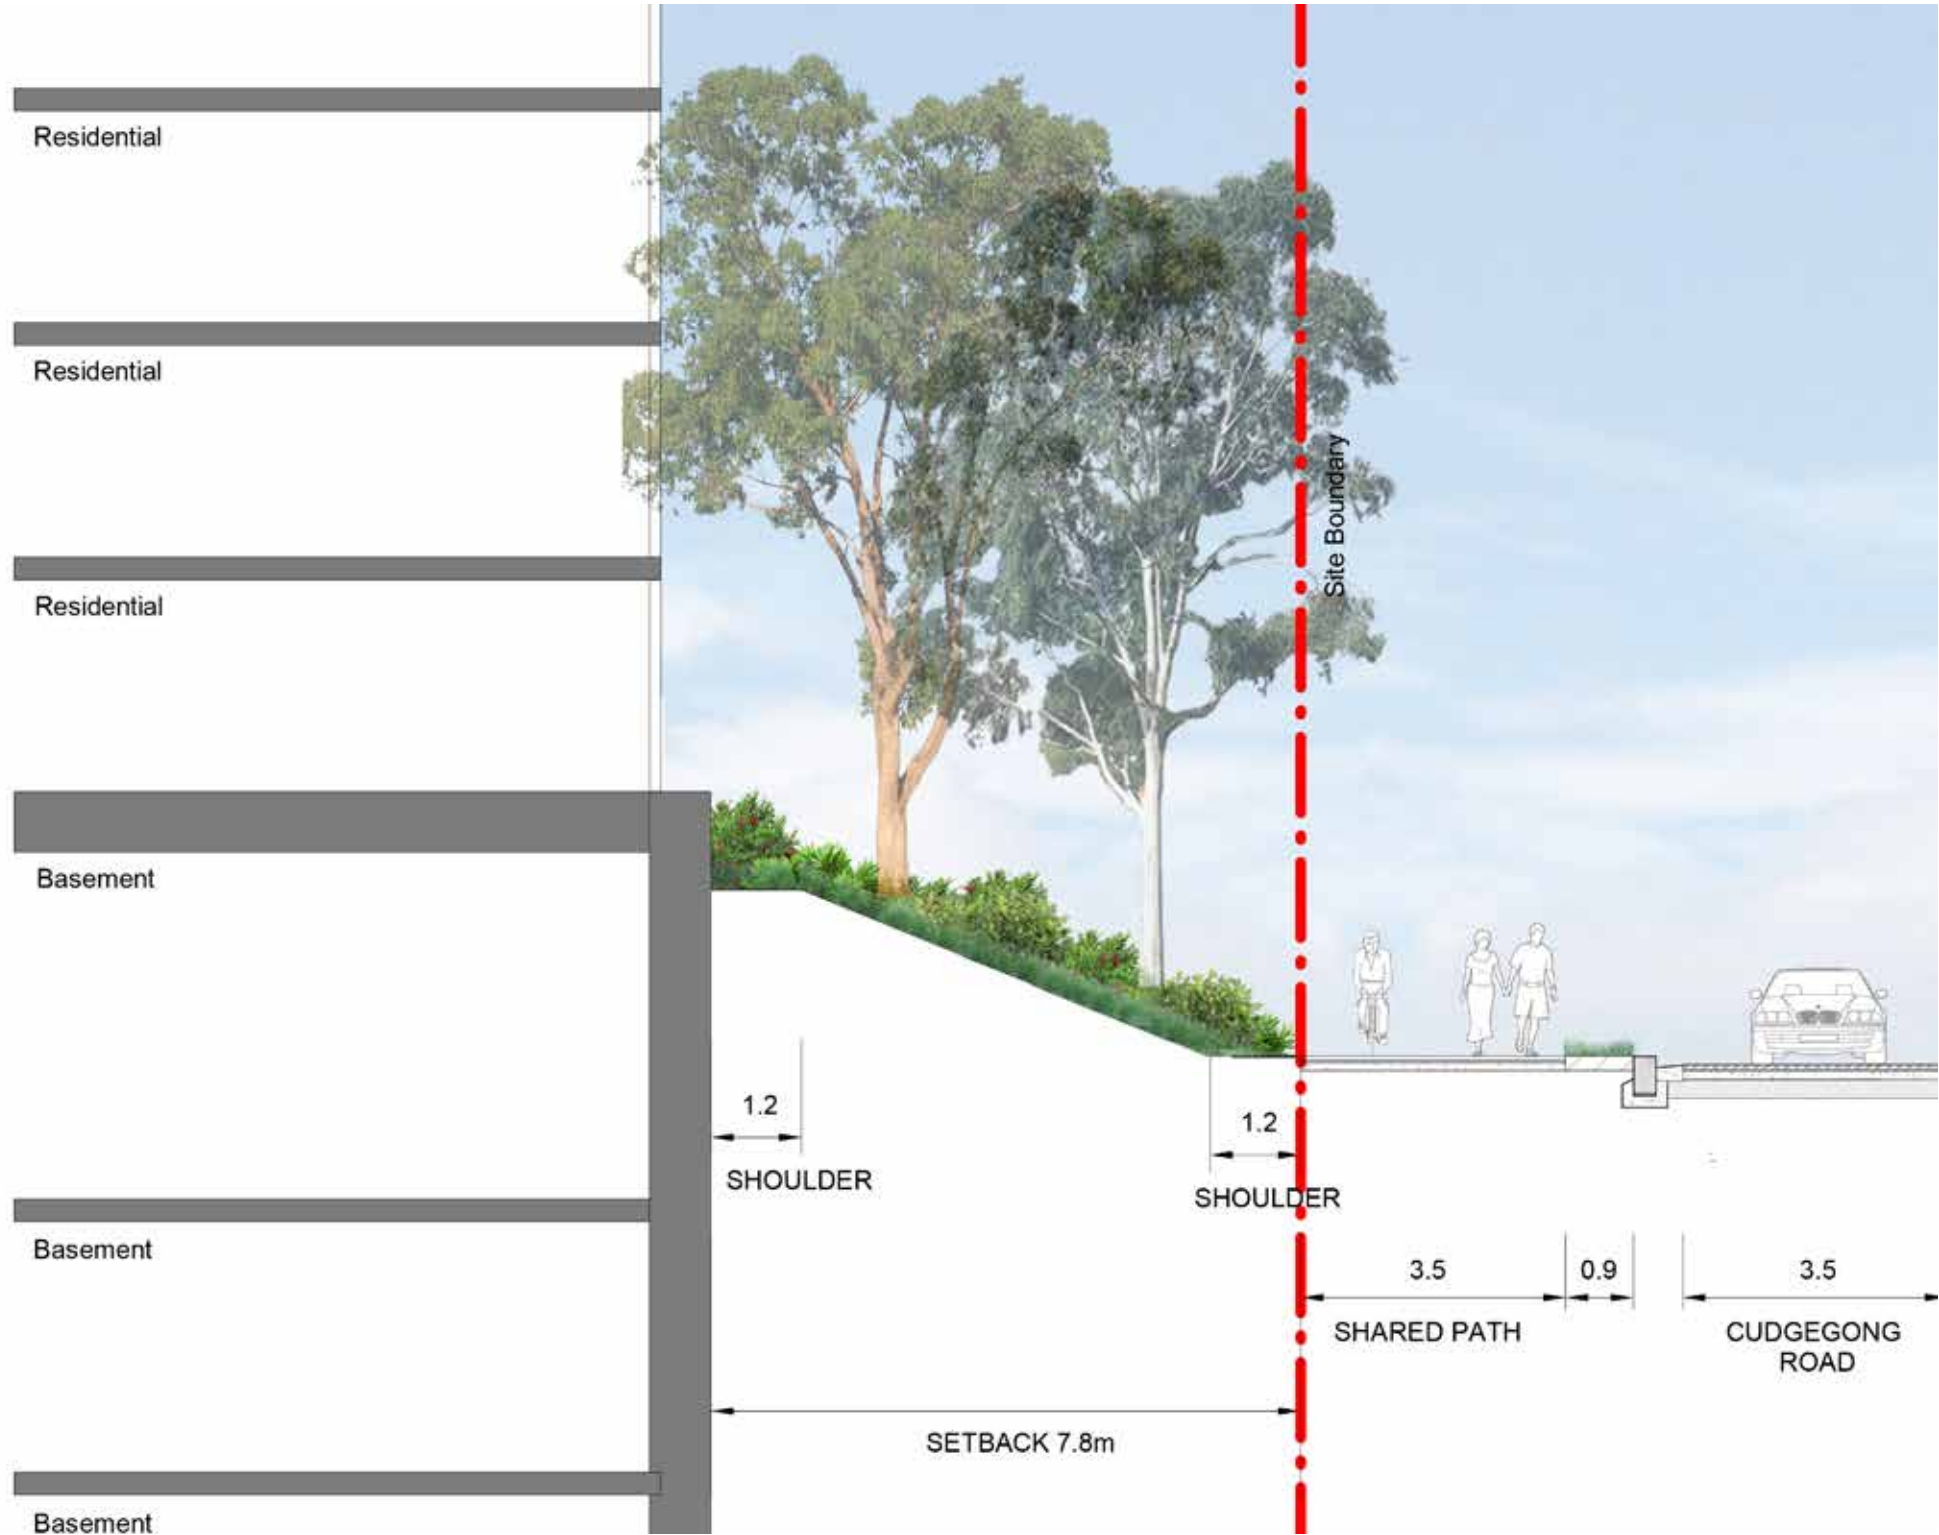 Residential
Residential
Site Boundary
Residential
Basement
1.2
SHOULDER
1.2
SHOULDER
Basement
3.5
0.9
3.5
SHARED PATH
CUDGEGONG
ROAD
SETBACK 7.8m
Basement